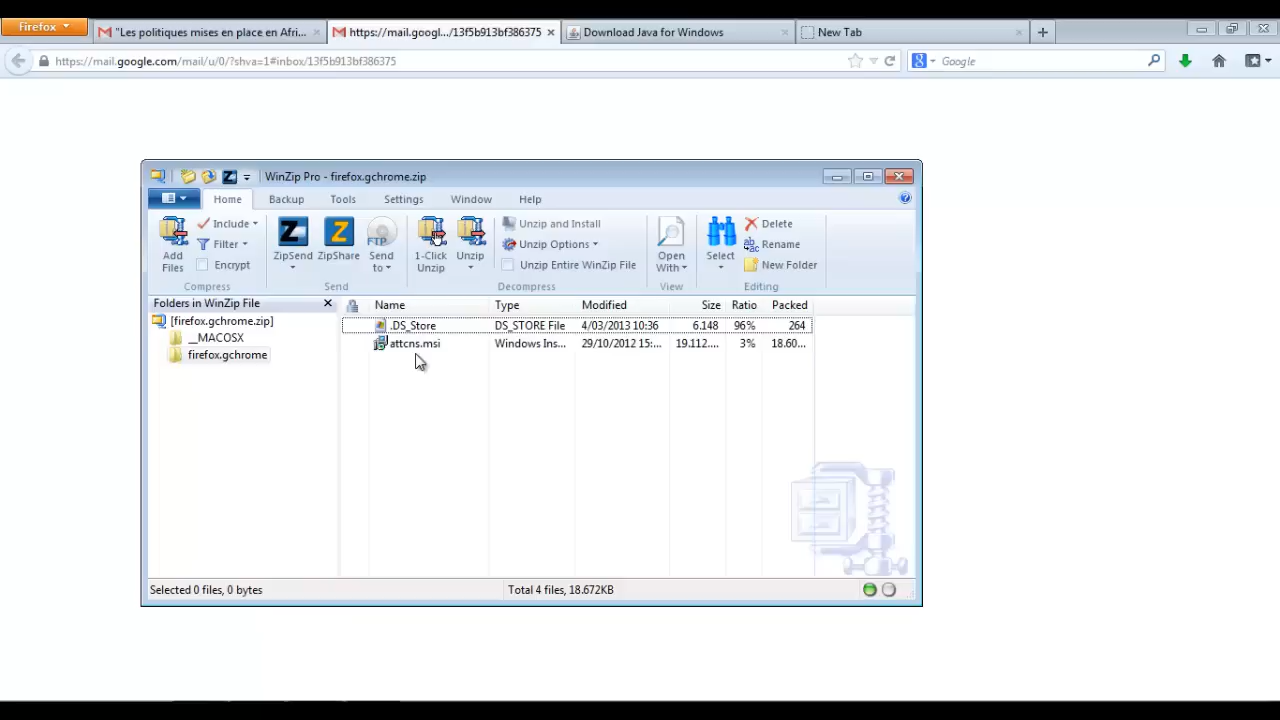 Firefox
"Les politiques mises en place en Afri...
https://mail.googl.../13f5b913bf386375
Download Java for Windows
New Tab
https://mail.google.com/mail/u/0/?shva=1#inbox/13f5b913bf386375
Google
WinZip Pro - firefox.gchrome.zip
Home
Backup
Tools
Settings
Window
Help
Add Files
Include
Filter
Encrypt
Compress
ZipSend
ZipShare
FTP
Send to
Send
1-Click Unzip
Unzip
Unzip and Install
Unzip Options
Unzip Entire WinZip File
Decompress
Open With
View
Select
Delete
Rename
New Folder
Editing
Folders in WinZip File
[firefox.gchrome.zip]
__MACOSX
firefox.gchrome
Name Type Modified Size Ratio Packed
.DS_Store DS_STORE File 4/03/2013 10:36 6.148 96% 264
attcns.msi Windows Ins... 29/10/2012 15:... 19.112.... 3% 18.60...
Selected 0 files, 0 bytes
Total 4 files, 18.672KB